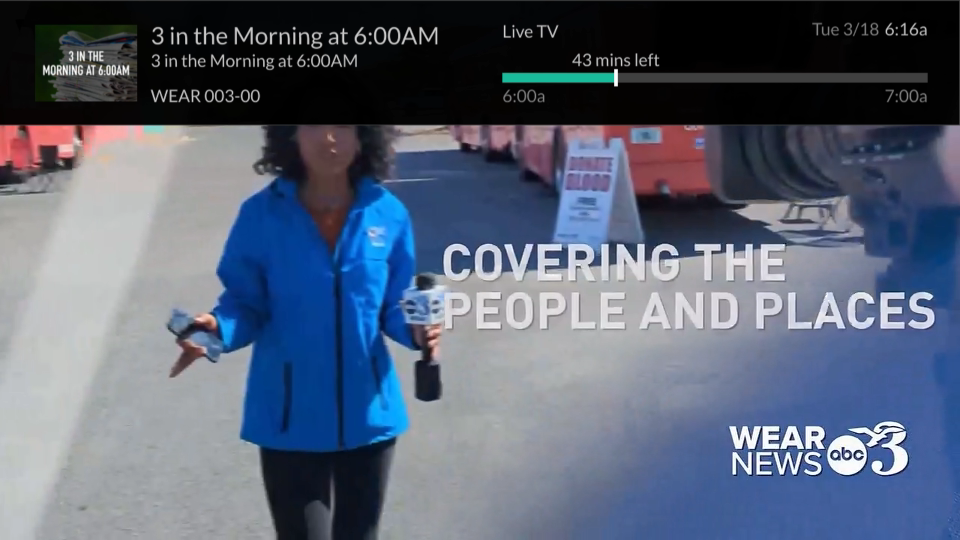 3 IN THE
MORNING AT 6:00AM
3 in the Morning at 6:00AM
3 in the Morning at 6:00AM
WEAR 003-00
Live TV
Tue 3/18 6:16a
43 mins left
6:00a
7:00a
DONATE
BLOOD
FREE
COVERING THE
PEOPLE AND PLACES
WEAR
NEWS
abc
3